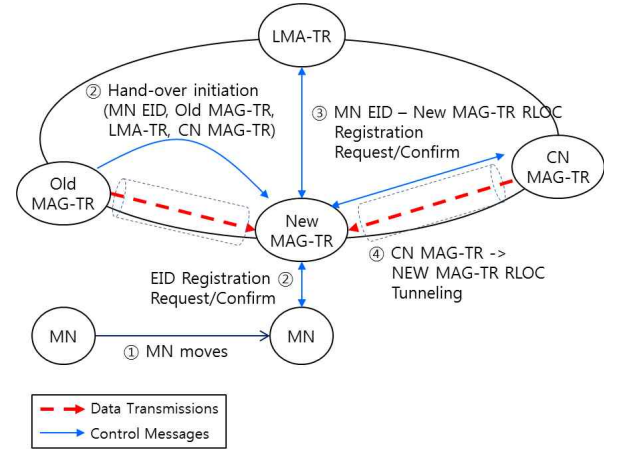 LMA-TR
② Hand-over initiation
(MN EID, Old MAG-TR,
LMA-TR, CN MAG-TR)
③ MN EID – New MAG-TR RLOC
Registration
Request/Confirm
CN
MAG-TR
Old
MAG-TR
New
MAG-TR
④ CN MAG-TR ->
NEW MAG-TR RLOC
Tunneling
EID Registration ②
Request/Confirm
MN
MN
① MN moves
Data Transmissions
Control Messages